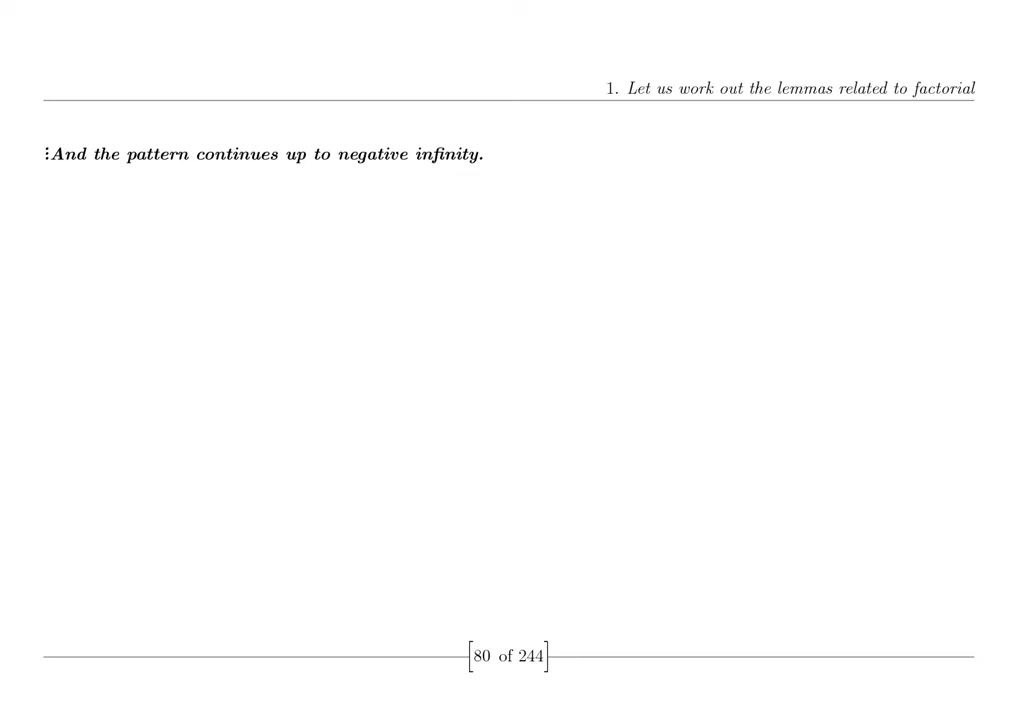 1. Let us work out the lemmas related to factorial
⋮And the pattern continues up to negative infinity.
[80 of 244]